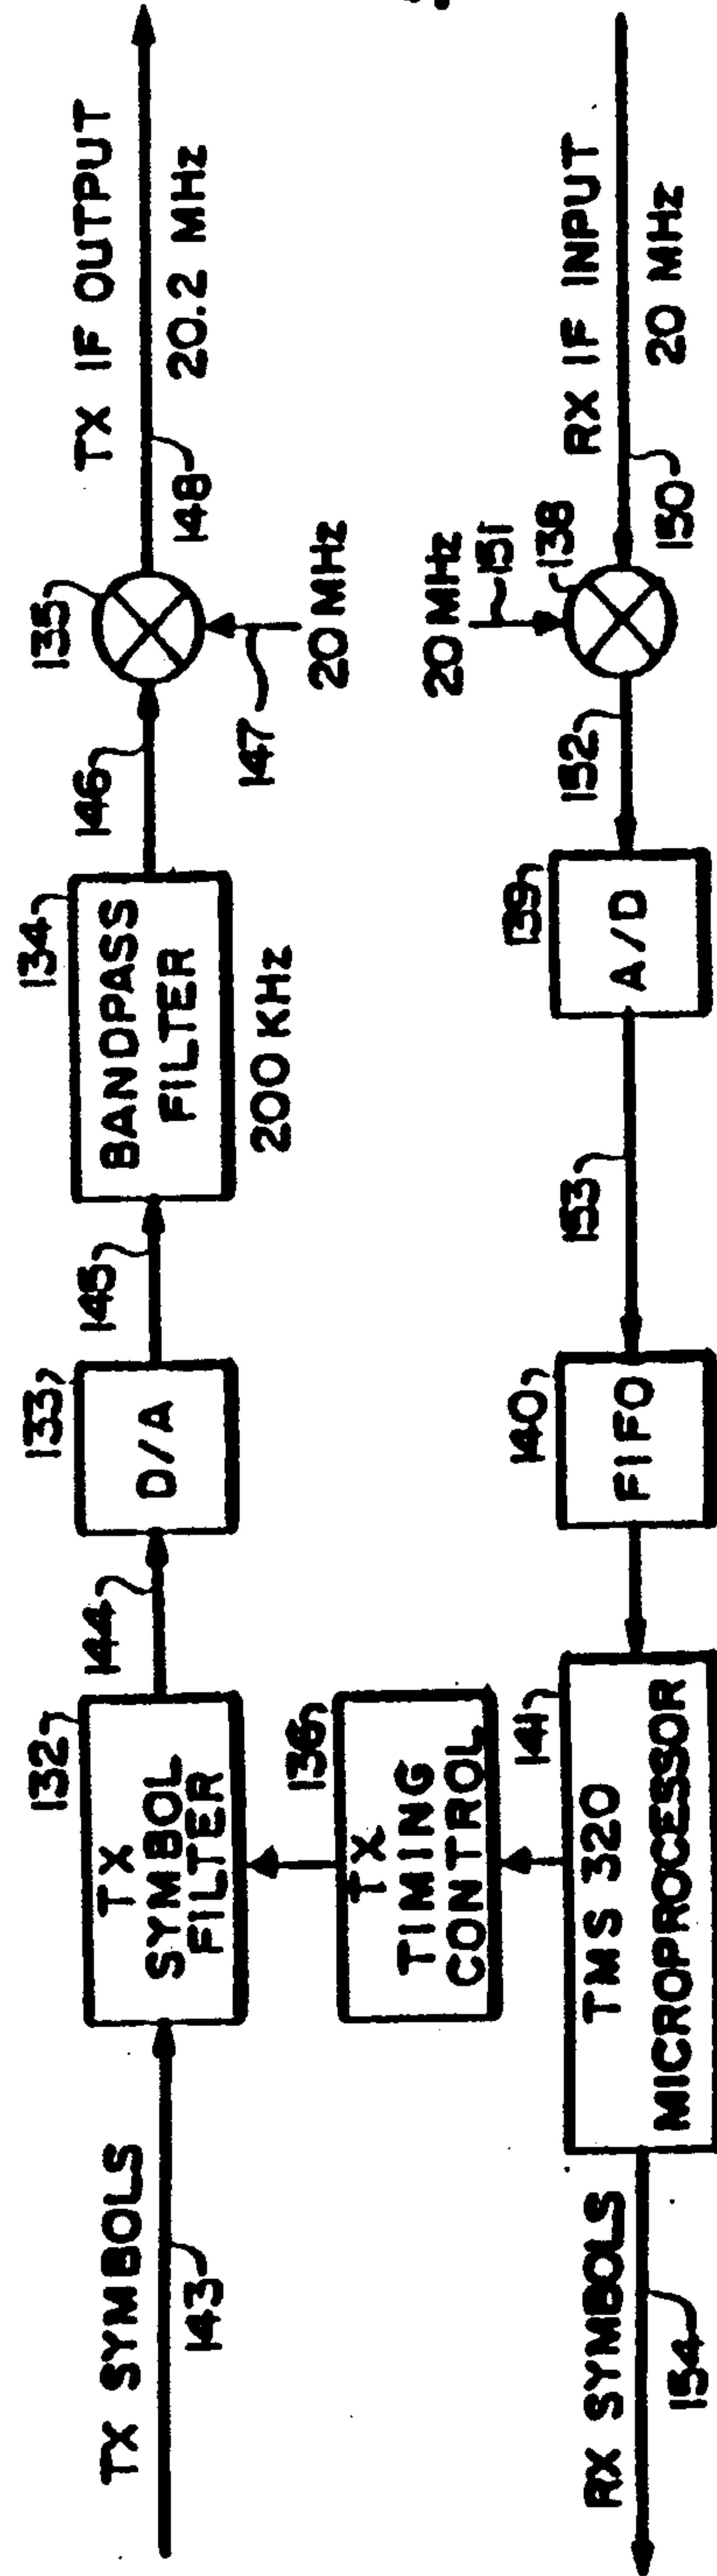 TX SYMBOLS
143
132
TX
SYMBOL
FILTER
144
133
D/A
145
134
BANDPASS
FILTER
200 KHz
146
135
147
20 MHz
TX IF OUTPUT
148
20.2 MHz
136
TX
TIMING
CONTROL
RX SYMBOLS
154
141
TMS 320
MICROPROCESSOR
140
FIFO
153
139
A/D
152
20 MHz
151
138
RX IF INPUT
150
20 MHz